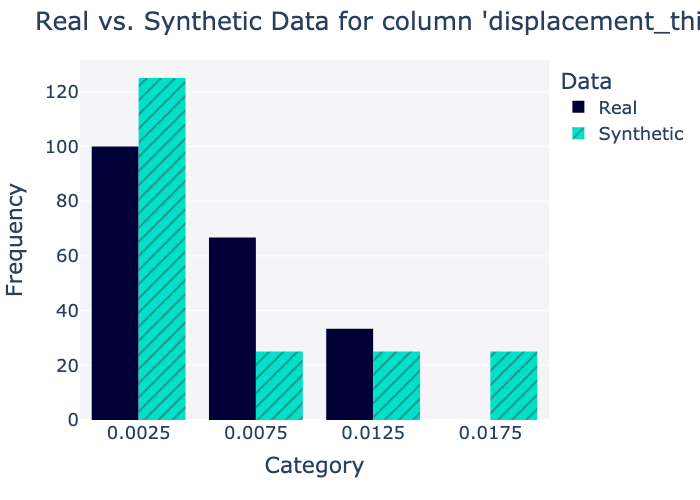 Real vs. Synthetic Data for column 'displacement_thi
Data
Real
Synthetic
Frequency
120
100
80
60
40
20
0
0.0025 0.0075 0.0125 0.0175
Category